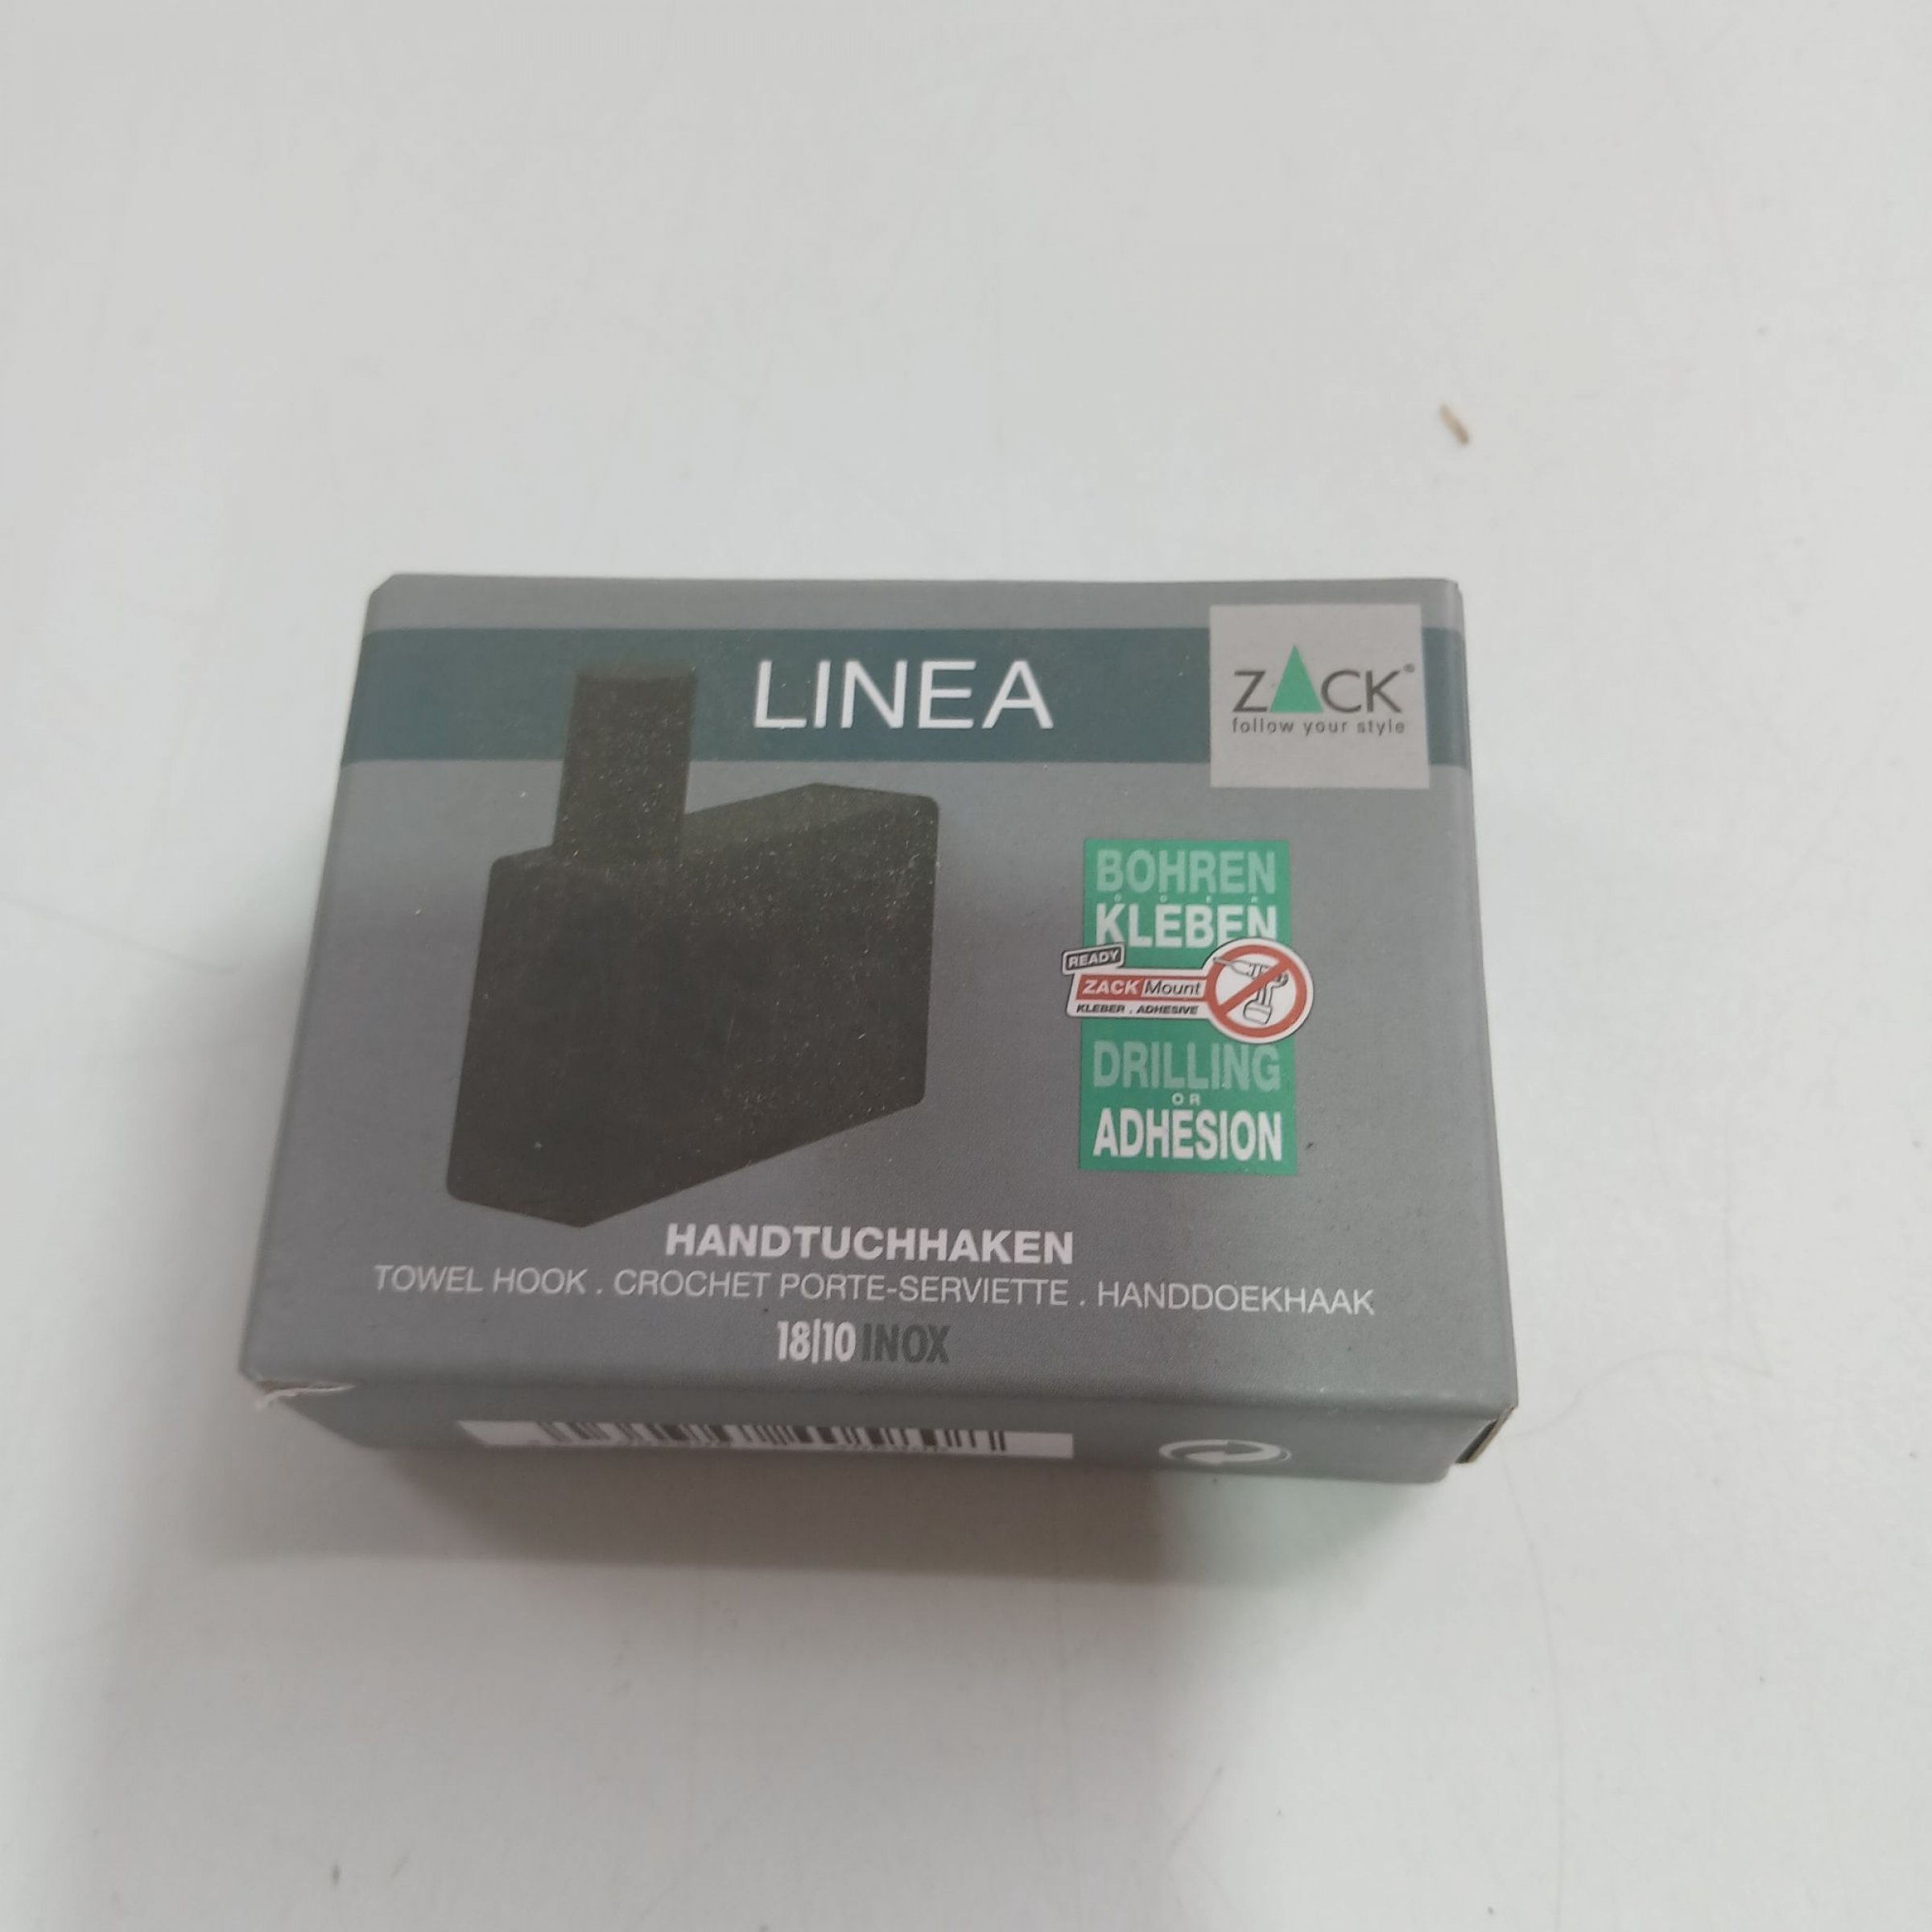 LINEA
ZACK®
follow your style
BOHREN
ODER
KLEBEN
READY
ZACK Mount
KLEBER . ADHESIVE
DRILLING
OR
ADHESION
HANDTUCHHAKEN
TOWEL HOOK . CROCHET PORTE-SERVIETTE . HANDDOEKHAAK
18|10 INOX